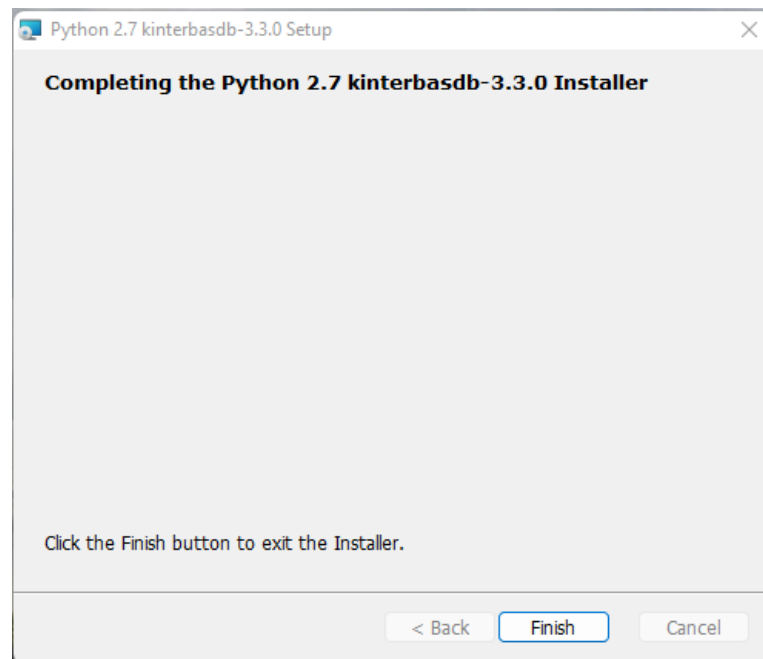 Python 2.7 kinterbasdb-3.3.0 Setup
Completing the Python 2.7 kinterbasdb-3.3.0 Installer
Click the Finish button to exit the Installer.
< Back Finish Cancel